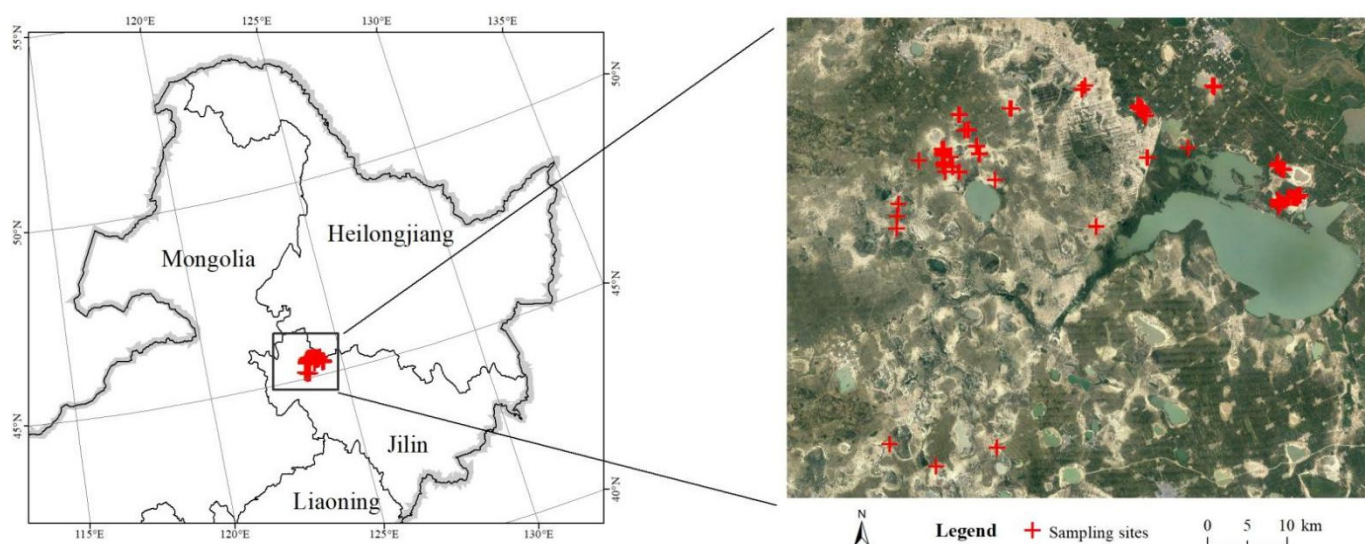 120°E
125°E
130°E
135°E
55°N
50°N
50°N
45°N
45°N
40°N
Heilongjiang
Mongolia
Jilin
Liaoning
115°E
120°E
125°E
130°E
N
Legend
Sampling sites
0 5 10 km